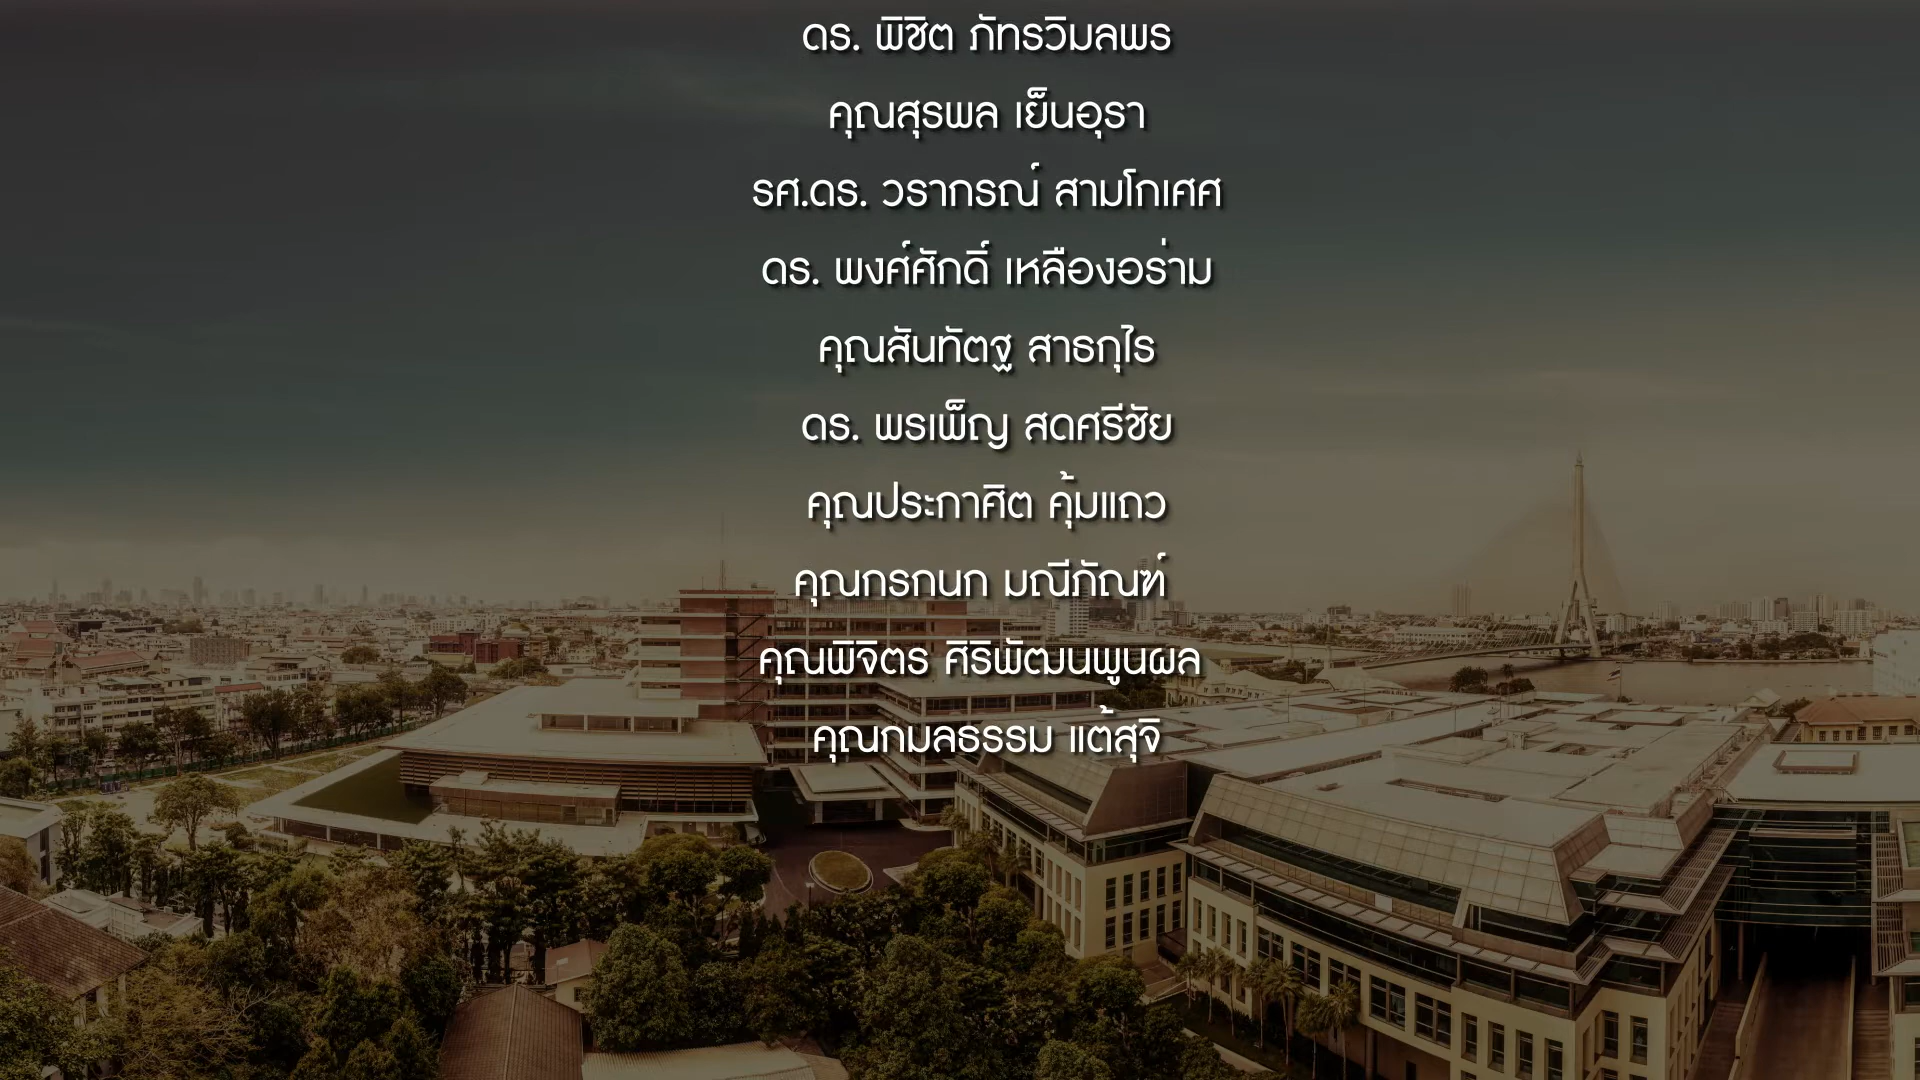 ดร. พิชิต ภัทรวิมลพร
คุณสุรพล เย็นอุรา
รศ.ดร. วรากรณ์ สามโกเศศ
ดร. พงศ์ศักดิ์ เหลืองอร่าม
คุณสันทัตฐ สาธกุไร
ดร. พรเพ็ญ สดศรีชัย
คุณประกาศิต คุ้มแถว
คุณกรกนก มณีภัณฑ์
คุณพิจิตร ศิริพัฒนพูนผล
คุณกมลธรรม แต้สุจิ